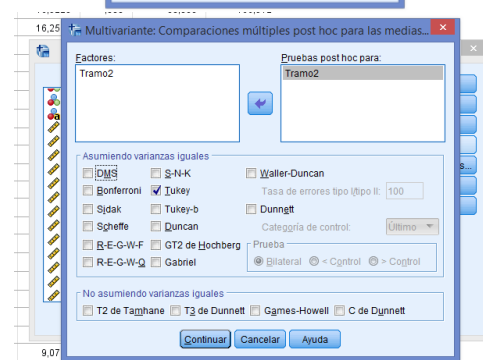 16,25
Multivariante: Comparaciones múltiples post hoc para las medias...
Factores:
Pruebas post hoc para:
Tramo2
Tramo2
Asumiendo varianzas iguales
DMS
S-N-K
Waller-Duncan
Bonferroni
Tukey
Tasa de errores tipo I/tipo II:
100
Sidak
Tukey-b
Dunnett
Scheffe
Duncan
Categoría de control:
Último
R-E-G-W-F
GT2 de Hochberg
Prueba
R-E-G-W-Q
Gabriel
Bilateral
< Control
> Control
No asumiendo varianzas iguales
T2 de Tamhane
T3 de Dunnett
Games-Howell
C de Dunnett
Continuar
Cancelar
Ayuda
9,07